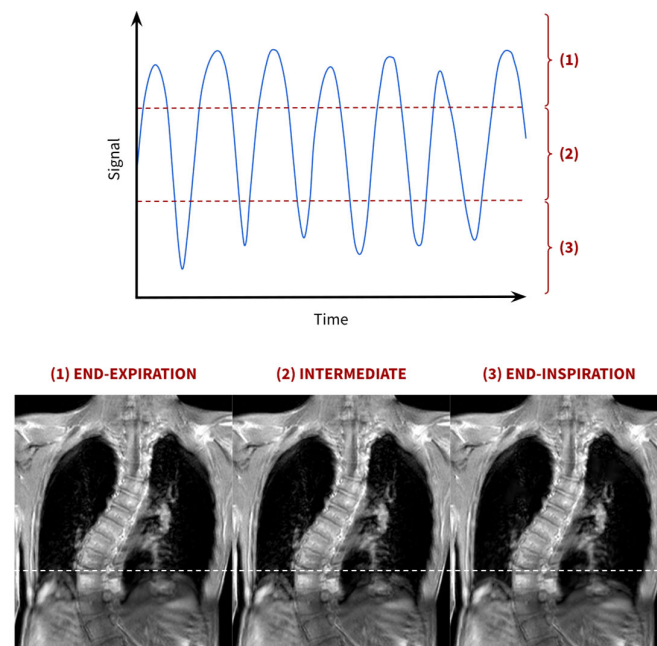 (1)
Signal
(2)
(3)
Time
(1) END-EXPIRATION
(2) INTERMEDIATE
(3) END-INSPIRATION